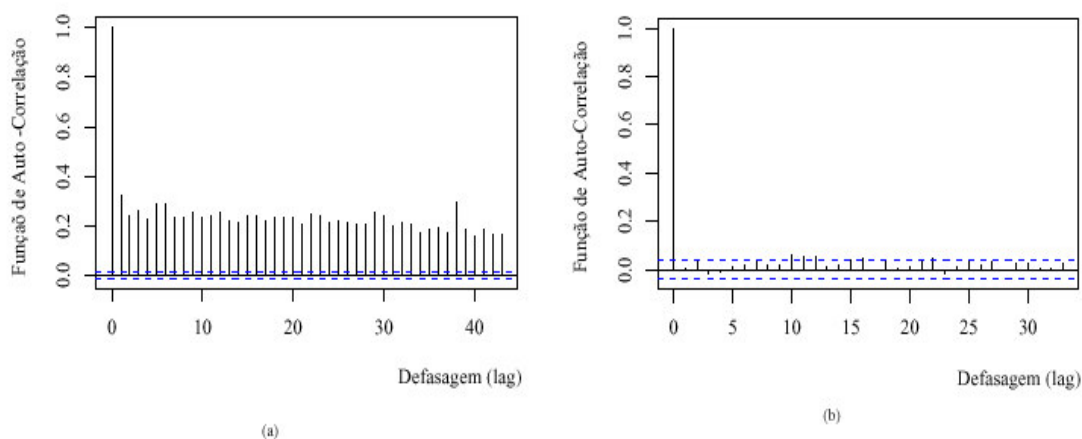 Funçaõ de Auto -Correlação
1.0
0.8
0.6
0.4
0.2
0.0
0 10 20 30 40
Defasagem (lag)
(a)
Função de Auto-Correlação
1.0
0.8
0.6
0.4
0.2
0.0
0 5 10 15 20 25 30
Defasagem (lag)
(b)